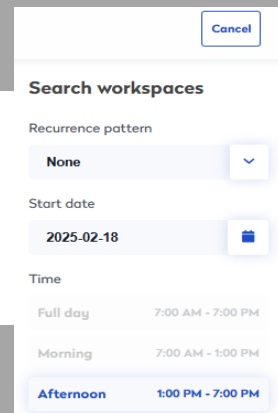 Cancel
Search workspaces
Recurrence pattern
None
Start date
2025-02-18
Time
Full day 7:00 AM - 7:00 PM
Morning 7:00 AM - 1:00 PM
Afternoon 1:00 PM - 7:00 PM